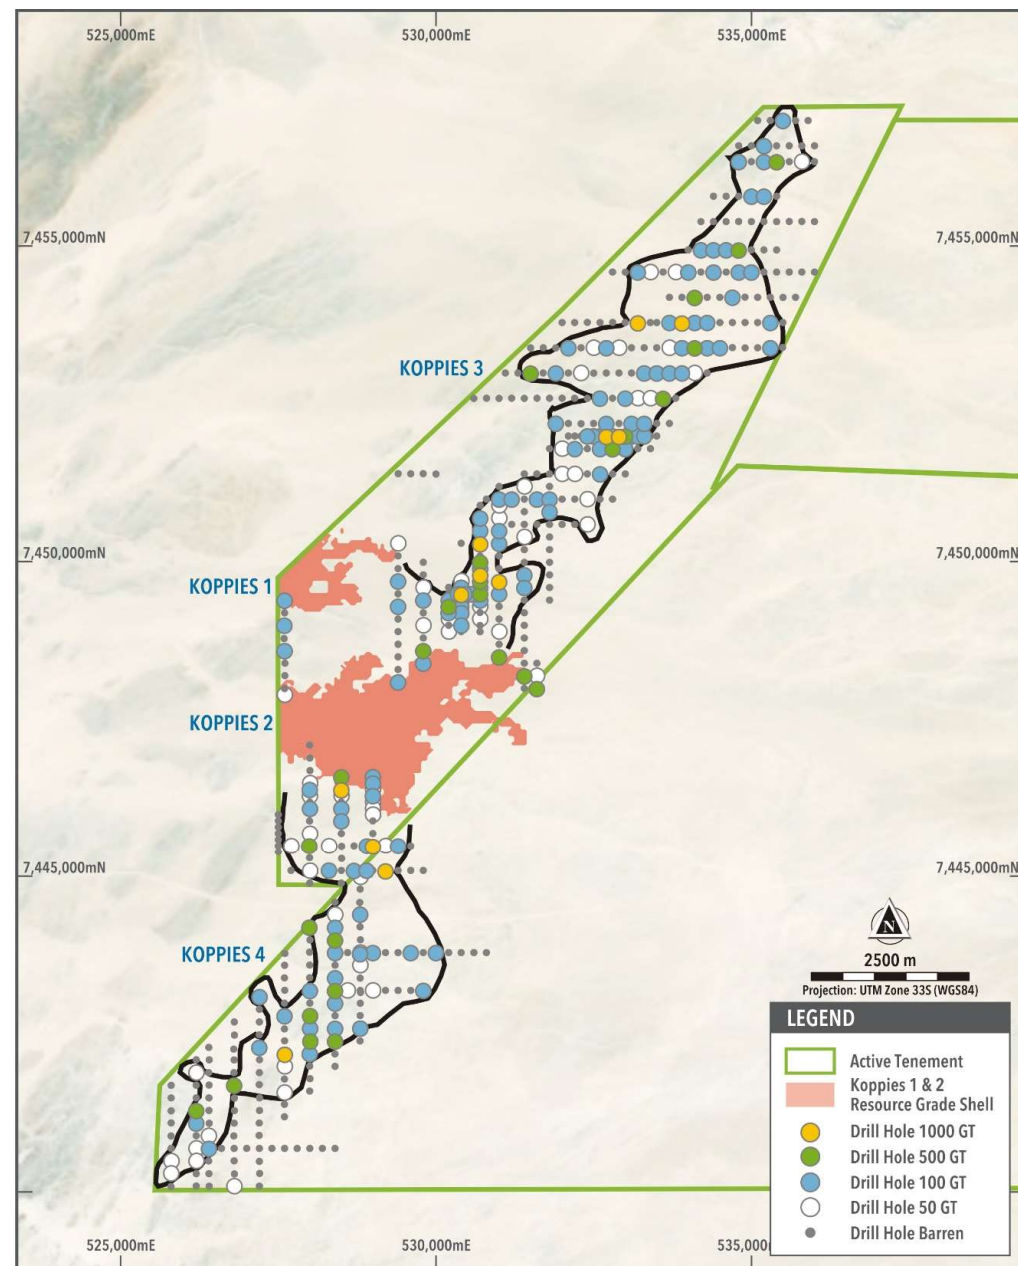 525,000mE
530,000mE
535,000mE
7,455,000mN
7,455,000mN
KOPPIES 3
7,450,000mN
7,450,000mN
KOPPIES 1
KOPPIES 2
7,445,000mN
7,445,000mN
KOPPIES 4
N
2500 m
Projection: UTM Zone 33S (WGS84)
LEGEND
Active Tenement
Koppies 1 & 2
Resource Grade Shell
Drill Hole 1000 GT
Drill Hole 500 GT
Drill Hole 100 GT
Drill Hole 50 GT
Drill Hole Barren
525,000mE
530,000mE
535,000m